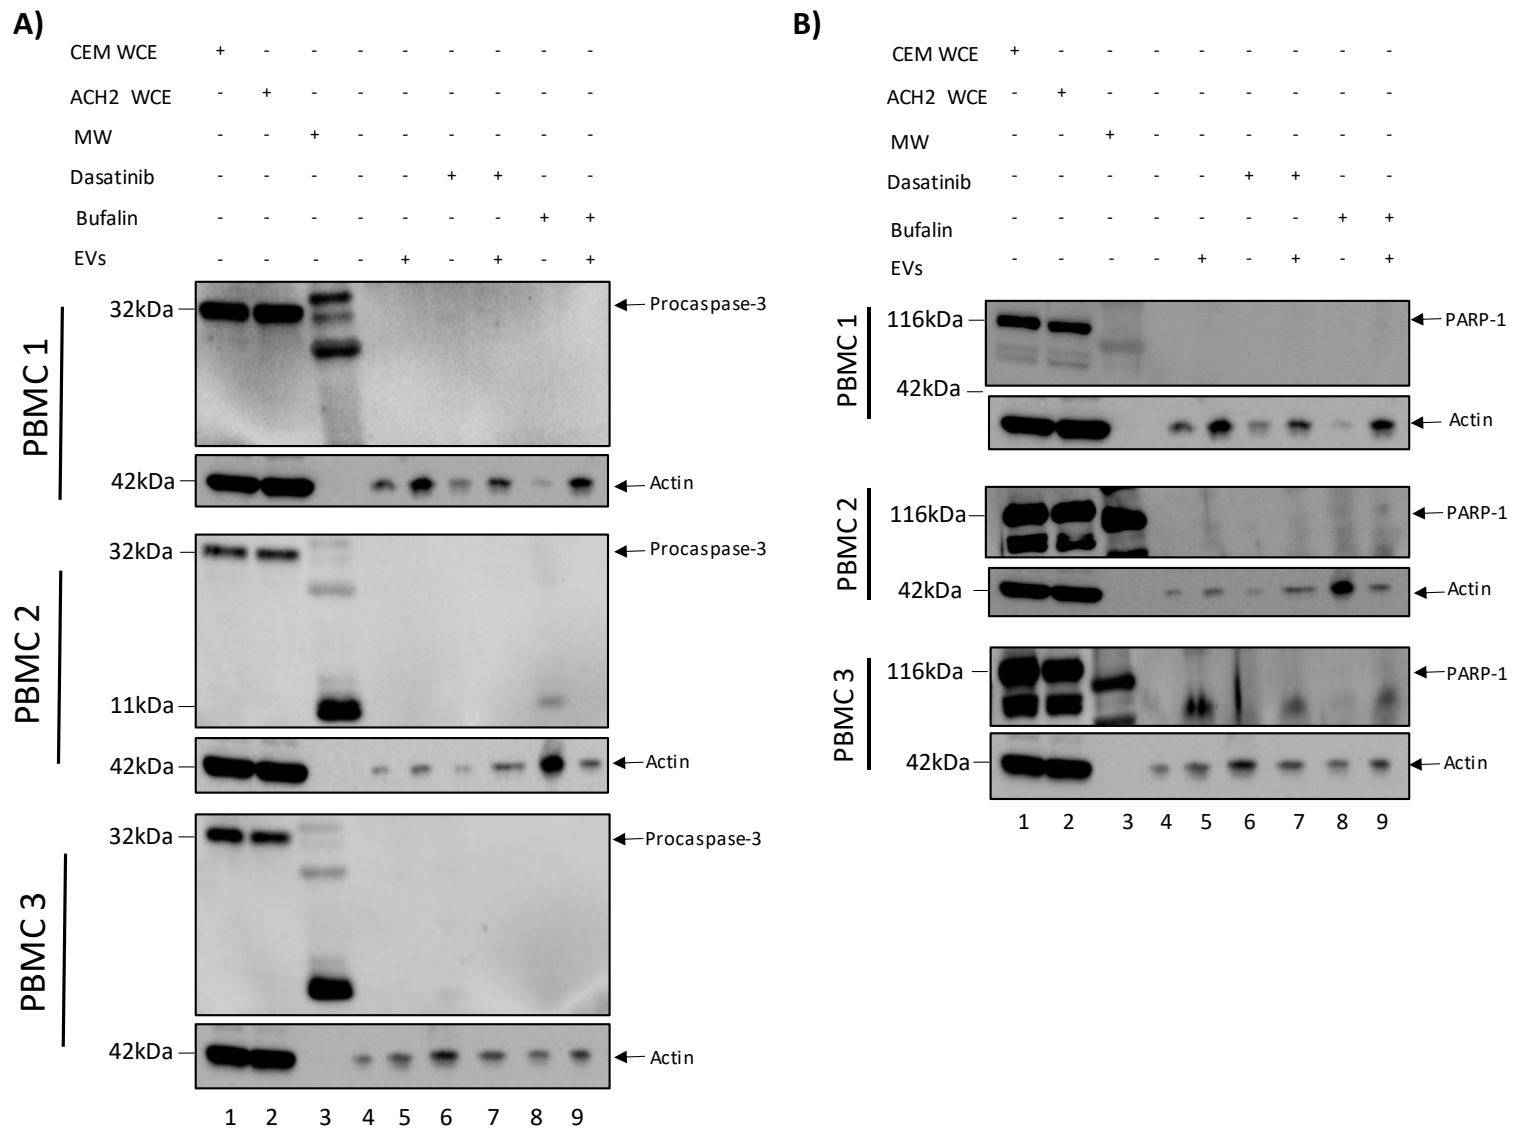 A)
CEM WCE + - - - - - - - -
ACH2 WCE - + - - - - - - -
MW - - + - - - - - -
Dasatinib - - - - - + + - -
Bufalin - - - - - - - + +
EVs - - - - + - + - +
PBMC 1
32kDa
Procaspase-3
42kDa
Actin
PBMC 2
32kDa
Procaspase-3
11kDa
42kDa
Actin
PBMC 3
32kDa
Procaspase-3
42kDa
Actin
1 2 3 4 5 6 7 8 9
B)
CEM WCE + - - - - - - - -
ACH2 WCE - + - - - - - - -
MW - - + - - - - - -
Dasatinib - - - - - + + - -
Bufalin - - - - - - - + +
EVs - - - - + - + - +
PBMC 1
116kDa
PARP-1
42kDa
Actin
PBMC 2
116kDa
PARP-1
42kDa
Actin
PBMC 3
116kDa
PARP-1
42kDa
Actin
1 2 3 4 5 6 7 8 9